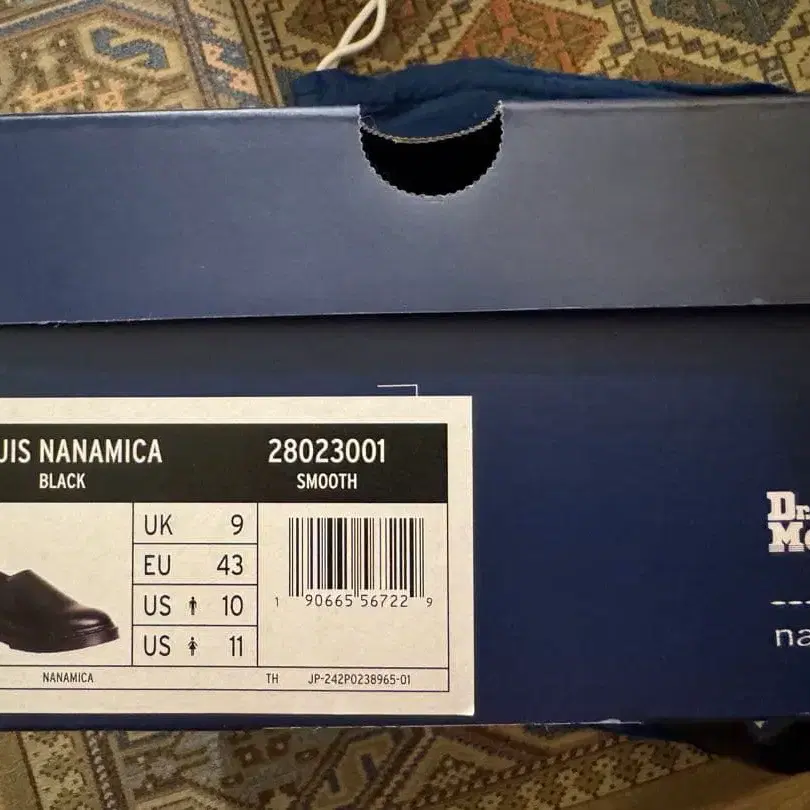 UIS NANAMICA 28023001
BLACK SMOOTH
UK 9
EU 43
US 10
US 11
1 90665 56722 9
NANAMICA TH JP-242P0238965-01
Dr.
M
na